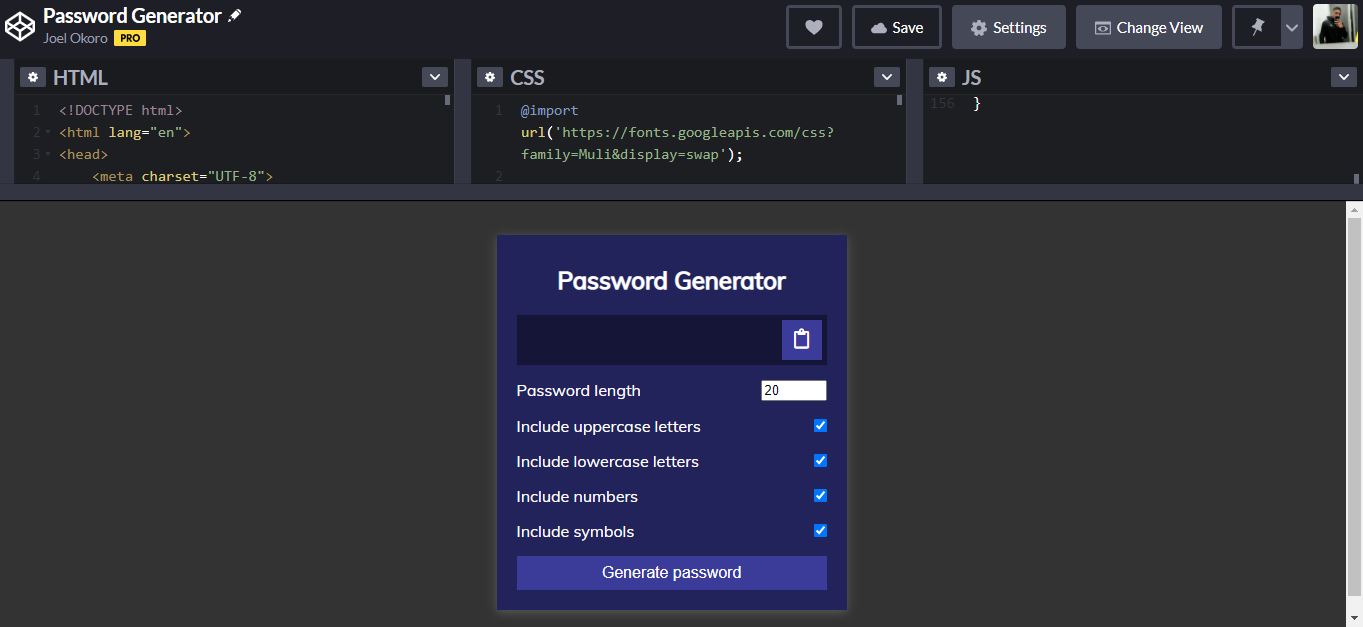 Password Generator
Joel Okoro PRO
Save
Settings
Change View
HTML
1 <!DOCTYPE html>
2 <html lang="en">
3 <head>
4 <meta charset="UTF-8">
CSS
1 @import
url('https://fonts.googleapis.com/css?
family=Muli&display=swap');
2
JS
156 }
Password Generator
Password length 20
Include uppercase letters
Include lowercase letters
Include numbers
Include symbols
Generate password